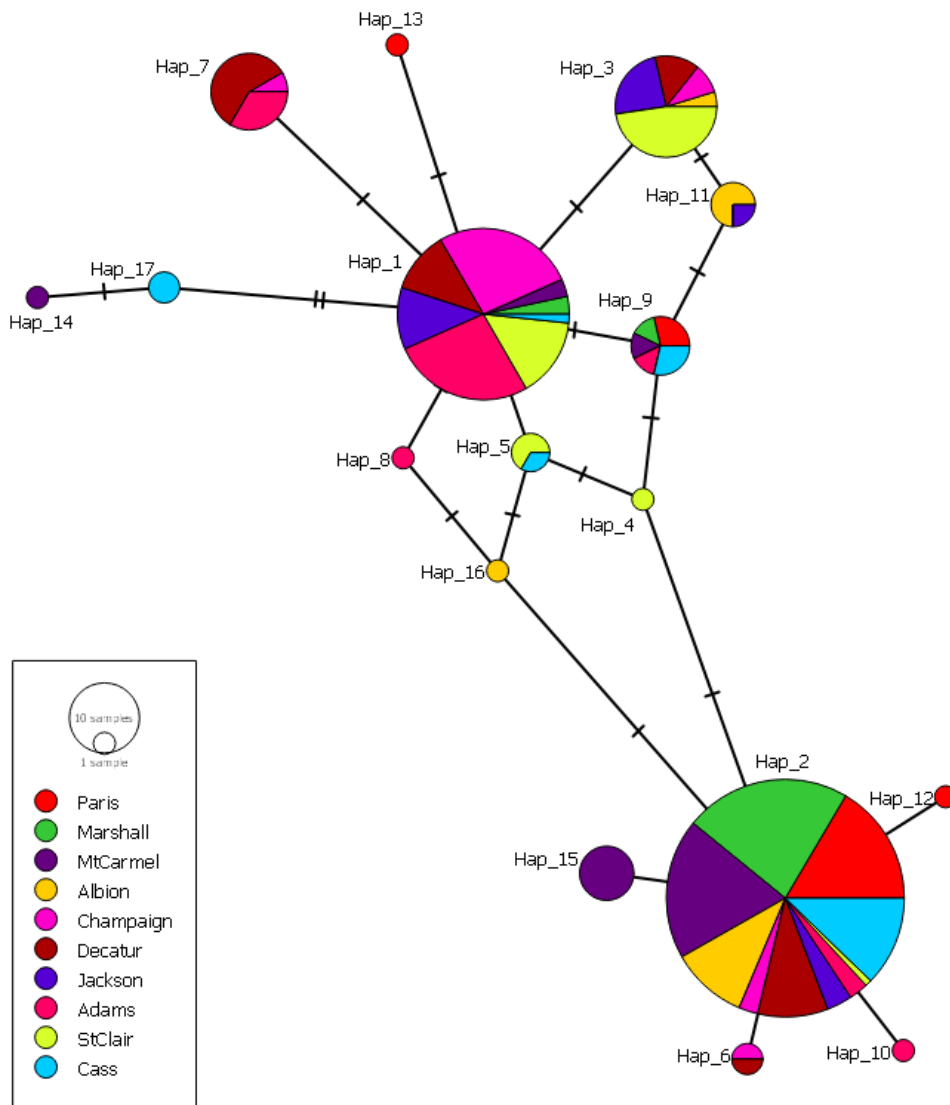 Hap_13
Hap_7
Hap_3
Hap_11
Hap_1
Hap_17
Hap_14
Hap_9
Hap_5
Hap_8
Hap_4
Hap_16
Hap_2
Hap_12
Hap_15
Hap_6
Hap_10
10 samples
1 sample
Paris
Marshall
MtCarmel
Albion
Champaign
Decatur
Jackson
Adams
StClair
Cass